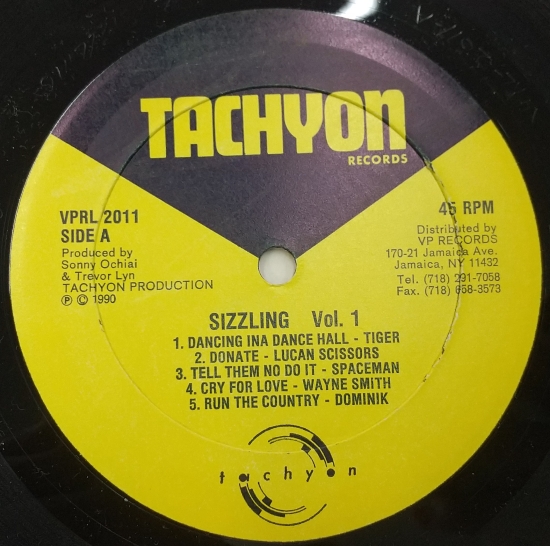 TACHYON
RECORDS
VPRL 2011
SIDE A
Produced by
Sonny Ochiai
& Trevor Lyn
TACHYON PRODUCTION
Ⓟ © 1990
45 RPM
Distributed by
VP RECORDS
170-21 Jamaica Ave.
Jamaica, NY 11432
Tel. (718) 291-7058
Fax. (718) 658-3573
SIZZLING Vol. 1
1. DANCING INA DANCE HALL - TIGER
2. DONATE - LUCAN SCISSORS
3. TELL THEM NO DO IT - SPACEMAN
4. CRY FOR LOVE - WAYNE SMITH
5. RUN THE COUNTRY - DOMINIK
tachyon